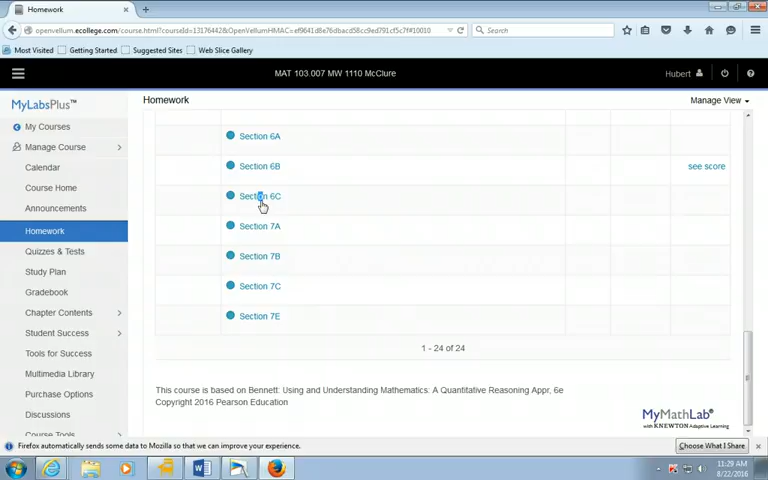 Homework
openvellum.ecollege.com/course.html?courseId=13176442&OpenVellumHMAC=ef9641d8e76dbacd58cc9ed791cf5c7f#10010
Search
Most Visited Getting Started Suggested Sites Web Slice Gallery
MAT 103.007 MW 1110 McClure
Hubert
MyLabsPlus™
Homework
Manage View
My Courses
Manage Course
Calendar
Course Home
Announcements
Homework
Quizzes & Tests
Study Plan
Gradebook
Chapter Contents
Student Success
Tools for Success
Multimedia Library
Purchase Options
Discussions
Course Tools
Section 6A
Section 6B see score
Section 6C
Section 7A
Section 7B
Section 7C
Section 7E
1 - 24 of 24
This course is based on Bennett: Using and Understanding Mathematics: A Quantitative Reasoning Appr, 6e
Copyright 2016 Pearson Education
MyMathLab®
with KNEWTON Adaptive Learning
Firefox automatically sends some data to Mozilla so that we can improve your experience.
Choose What I Share
11:29 AM
8/22/2016